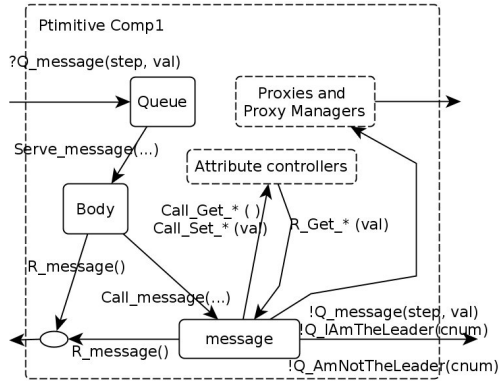 Ptimitive Comp1
?Q_message(step, val)
Queue
Proxies and
Proxy Managers
Serve_message(...)
Attribute controllers
Body
Call_Get_* ( )
Call_Set_* (val)
R_Get_* (val)
R_message()
Call_message(...)
!Q_message(step, val)
!Q_IAmTheLeader(cnum)
message
R_message()
!Q_AmNotTheLeader(cnum)